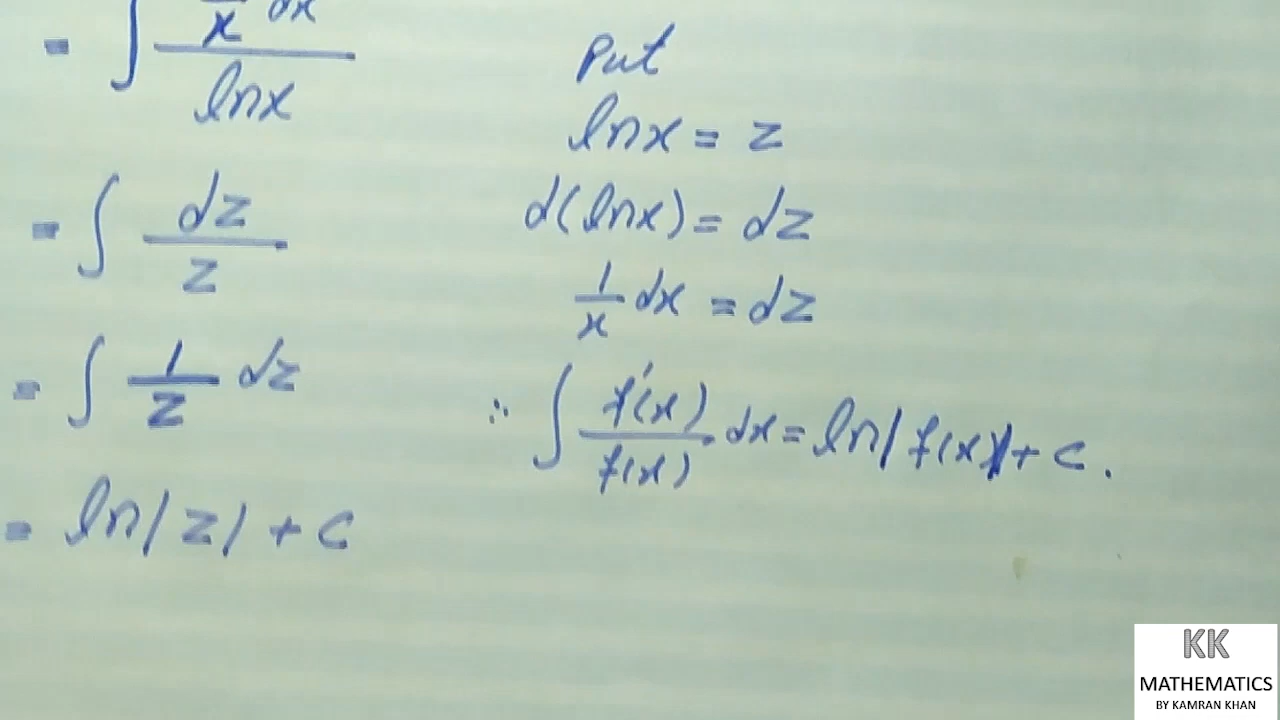 = ∫ (1/x dx)/(ln x)
= ∫ dz/z
= ∫ 1/z dz
= ln|z| + c
Put
ln x = z
d(ln x) = dz
1/x dx = dz
∴ ∫ f'(x)/f(x) dx = ln|f(x)| + c.
KK
MATHEMATICS
BY KAMRAN KHAN